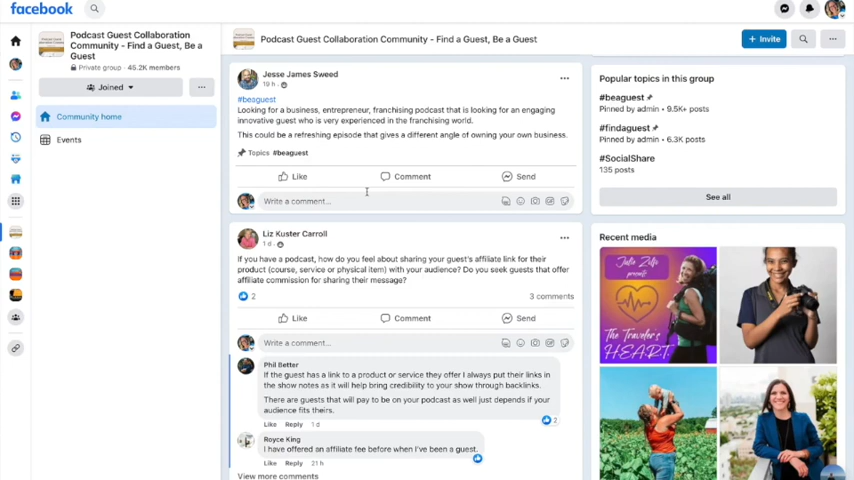 facebook
Podcast Guest Collaboration
Community - Find a Guest, Be a
Guest
Private group · 45.2K members
Joined
Community home
Events
Podcast Guest Collaboration Community - Find a Guest, Be a Guest
+ Invite
Jesse James Sweed
19 h ·
#beaguest
Looking for a business, entrepreneur, franchising podcast that is looking for an engaging
innovative guest who is very experienced in the franchising world.
This could be a refreshing episode that gives a different angle of owning your own business.
Topics #beaguest
Like Comment Send
Write a comment...
Liz Kuster Carroll
1 d ·
If you have a podcast, how do you feel about sharing your guest's affiliate link for their
product (course, service or physical item) with your audience? Do you seek guests that offer
affiliate commission for sharing their message?
2 3 comments
Like Comment Send
Write a comment...
Phil Better
If the guest has a link to a product or service they offer I always put their links in
the show notes as it will help bring credibility to your show through backlinks.
There are guests that will pay to be on your podcast as well just depends if your
audience fits theirs.
2
Like Reply 1 d
Royce King
I have offered an affiliate fee before when I've been a guest.
Like Reply 21 h
View more comments
Popular topics in this group
#beaguest
Pinned by admin · 9.5K+ posts
#findaguest
Pinned by admin · 6.3K posts
#SocialShare
135 posts
See all
Recent media
Julie Zelfo
presents
The Traveler's
H.E.A.R.T.